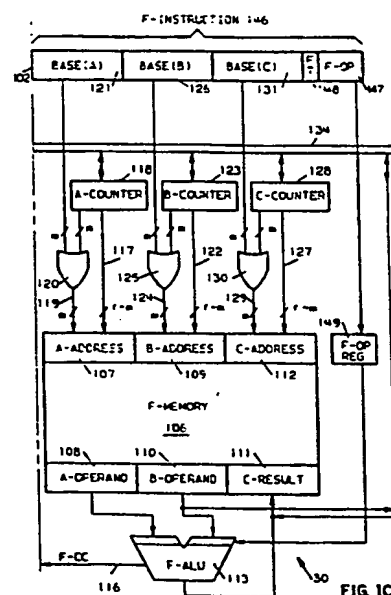 F-INSTRUCTION 146
102 BASE(A) BASE(B) BASE(C) F-OP
121 126 131 148 147
134
118 123 128
A-COUNTER B-COUNTER C-COUNTER
m m m m m m
117 122 127
120 125 130
119 124 129
m r-m m r-m m r-m
149
A-ADDRESS B-ADDRESS C-ADDRESS F-OP REG
107 109 112
F-MEMORY
106
108 110 111
A-OPERAND B-OPERAND C-RESULT
F-CC F-ALU
116 113 30
FIG. 10